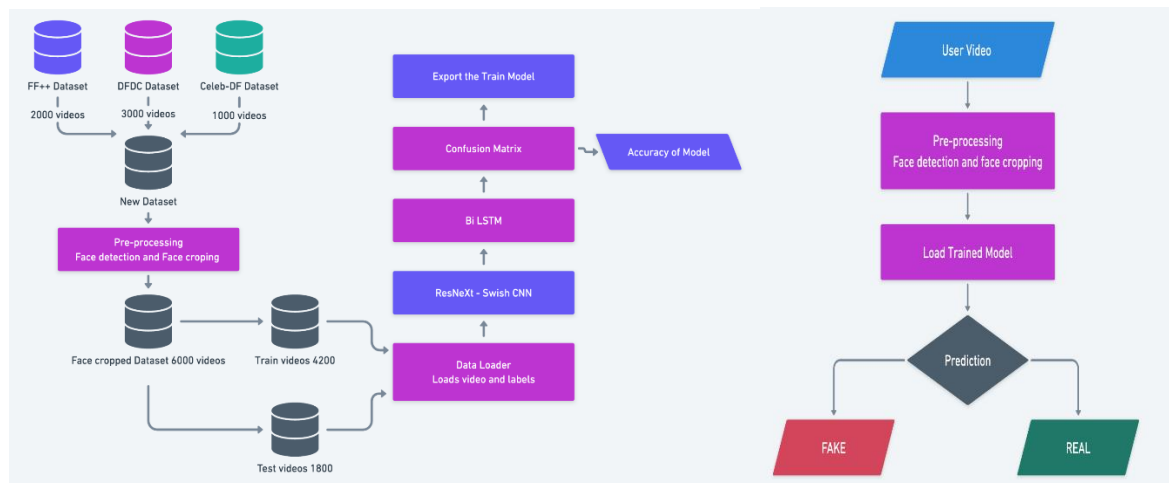 FF++ Dataset
DFDC Dataset
Celeb-DF Dataset
2000 videos
3000 videos
1000 videos
New Dataset
Pre-processing
Face detection and Face croping
Face cropped Dataset 6000 videos
Train videos 4200
Test videos 1800
Export the Train Model
Confusion Matrix
Accuracy of Model
Bi LSTM
ResNeXt - Swish CNN
Data Loader
Loads video and labels
User Video
Pre-processing
Face detection and face cropping
Load Trained Model
Prediction
FAKE
REAL